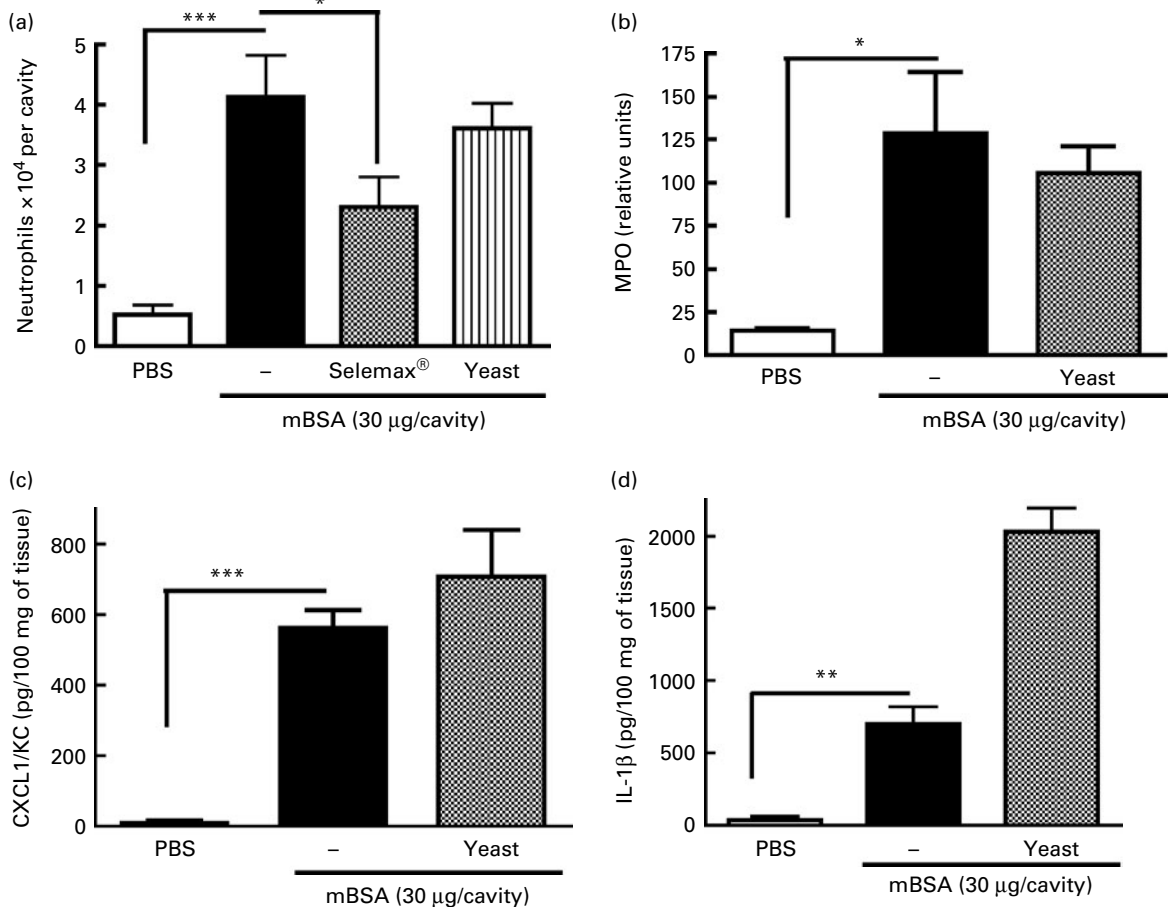 (a)
***
*
Neutrophils × 10⁴ per cavity
5
4
3
2
1
0
PBS
–
Selemax®
Yeast
mBSA (30 μg/cavity)
(b)
*
MPO (relative units)
175
150
125
100
75
50
25
0
PBS
–
Yeast
mBSA (30 μg/cavity)
(c)
***
CXCL1/KC (pg/100 mg of tissue)
800
600
400
200
0
PBS
–
Yeast
mBSA (30 μg/cavity)
(d)
**
IL-1β (pg/100 mg of tissue)
2000
1500
1000
500
0
PBS
–
Yeast
mBSA (30 μg/cavity)